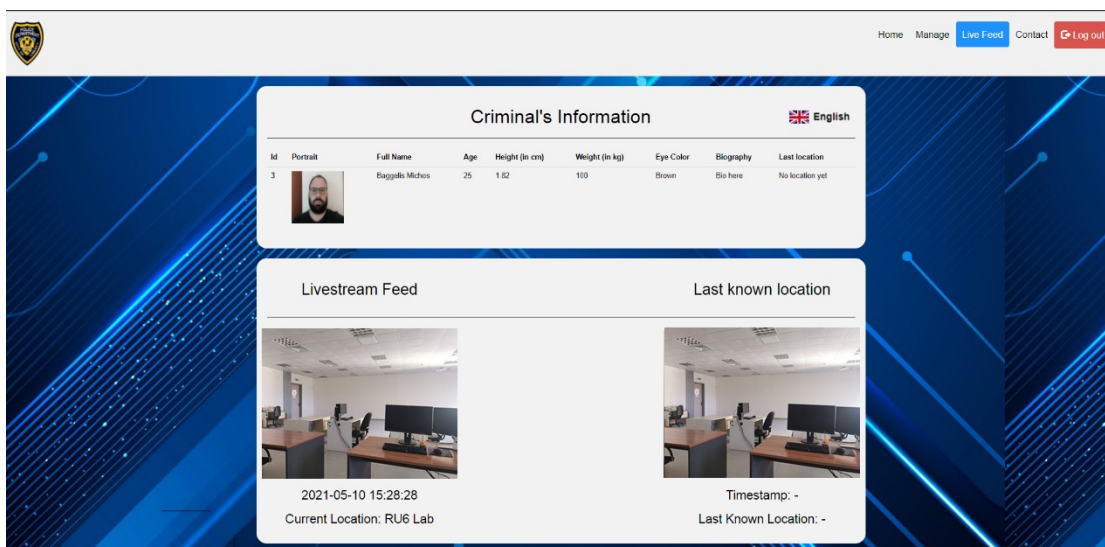 Home Manage Live Feed Contact Log out
Criminal's Information
English
Id Portrait Full Name Age Height (in cm) Weight (in kg) Eye Color Biography Last location
3 Baggelis Michos 25 1.82 100 Brown Bio here No location yet
Livestream Feed
Last known location
2021-05-10 15:28:28
Current Location: RU6 Lab
Timestamp: -
Last Known Location: -